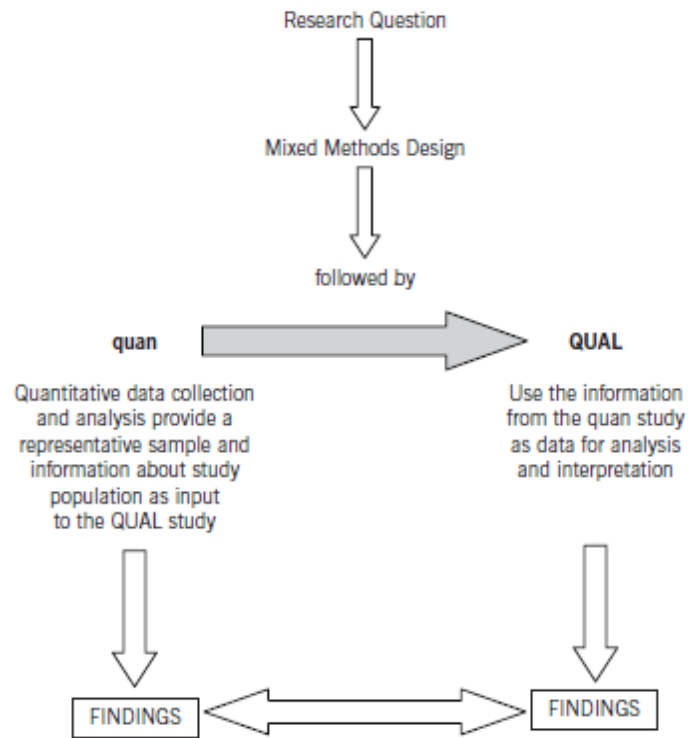 Research Question
Mixed Methods Design
followed by
quan
QUAL
Quantitative data collection
and analysis provide a
representative sample and
information about study
population as input
to the QUAL study
Use the information
from the quan study
as data for analysis
and interpretation
FINDINGS
FINDINGS